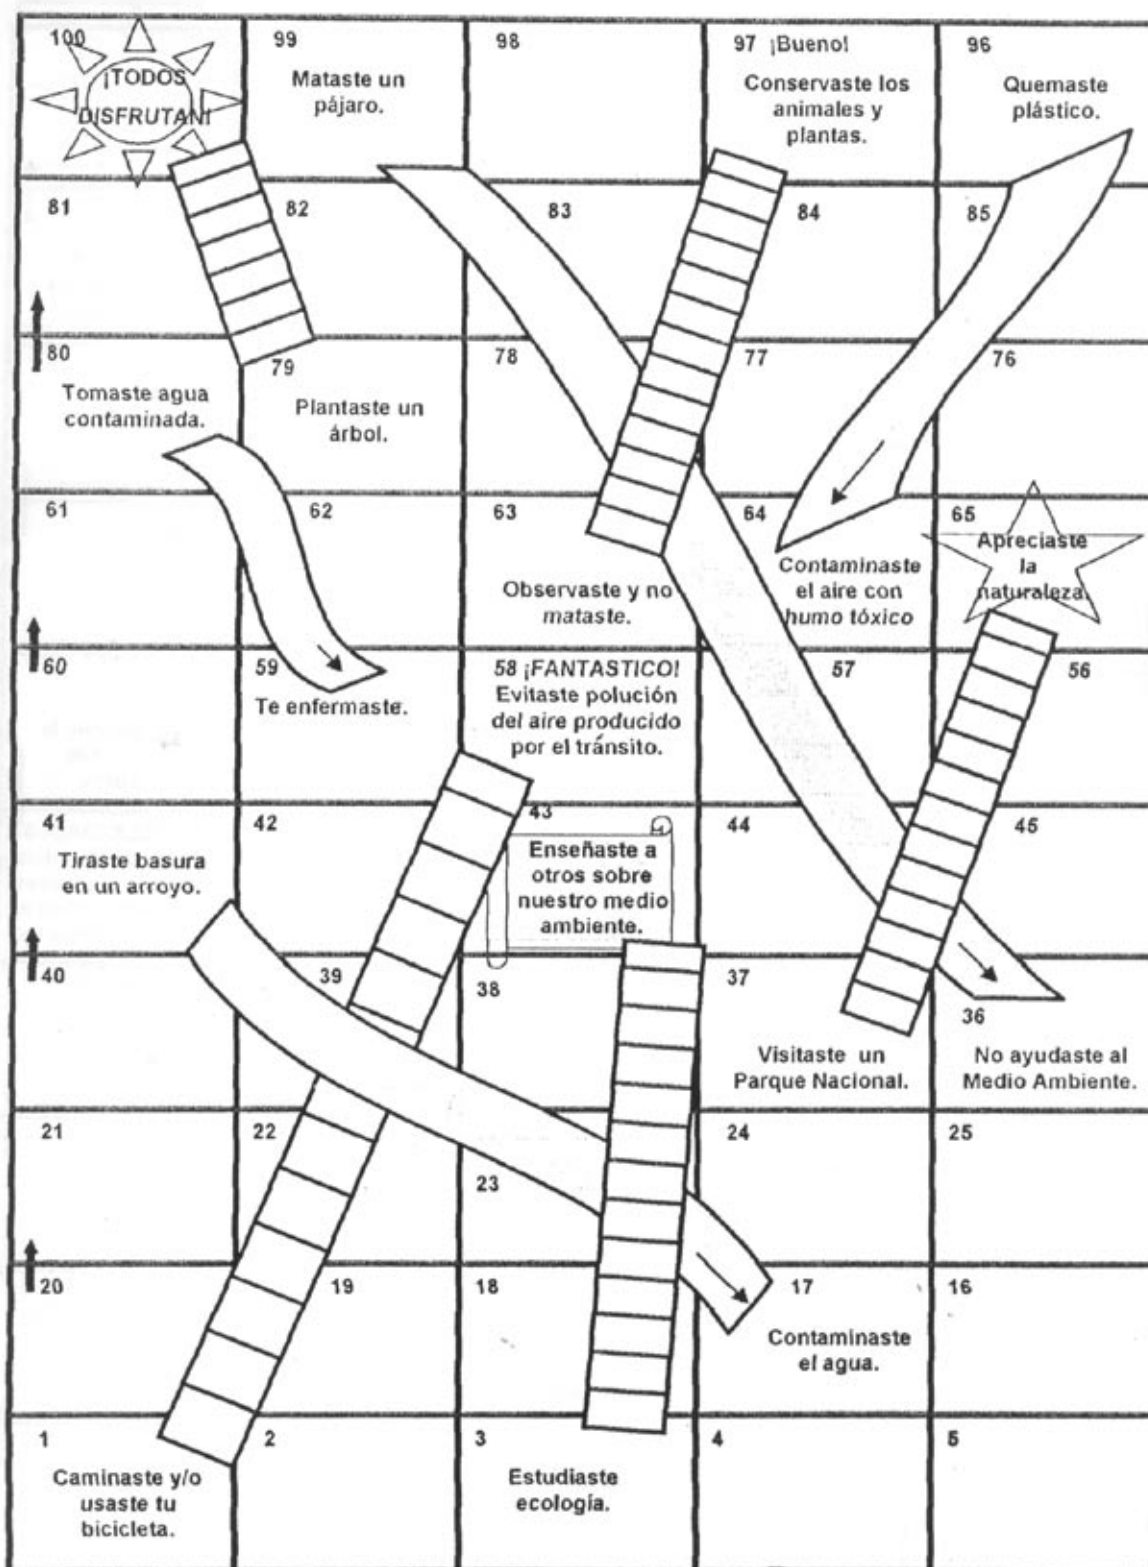 100
¡TODOS
DISFRUTAN!
99
Mataste un
pájaro.
98
97 ¡Bueno!
Conservaste los
animales y
plantas.
96
Quemaste
plástico.
81
82
83
84
85
80
Tomaste agua
contaminada.
79
Plantaste un
árbol.
78
77
76
61
62
63
Observaste y no
mataste.
64
Contaminaste
el aire con
humo tóxico
65
Apreciaste
la
naturaleza.
60
59
Te enfermaste.
58 ¡FANTASTICO!
Evitaste polución
del aire producido
por el tránsito.
57
56
41
Tiraste basura
en un arroyo.
42
43
Enseñaste a
otros sobre
nuestro medio
ambiente.
44
45
40
39
38
37
Visitaste un
Parque Nacional.
36
No ayudaste al
Medio Ambiente.
21
22
23
24
25
20
19
18
17
Contaminaste
el agua.
16
1
Caminaste y/o
usaste tu
bicicleta.
2
3
Estudiaste
ecología.
4
5